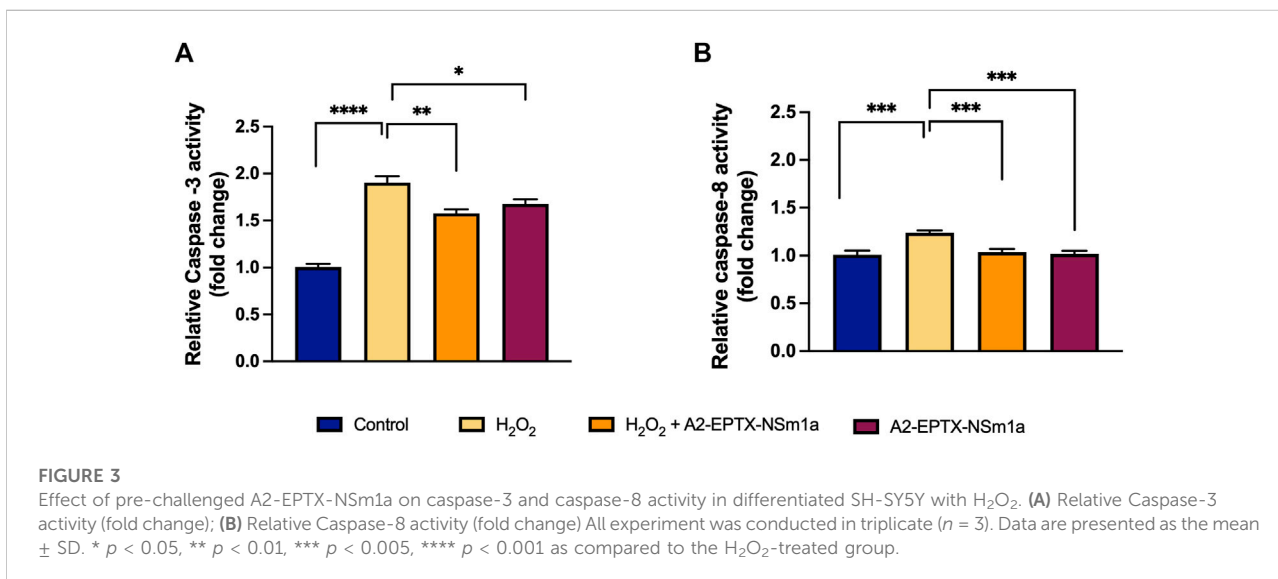 A
Relative Caspase -3 activity
(fold change)
2.5
2.0
1.5
1.0
0.5
0.0
****
**
*
B
Relative caspase-8 activity
(fold change)
2.5
2.0
1.5
1.0
0.5
0.0
***
***
***
Control
H₂O₂
H₂O₂ + A2-EPTX-NSm1a
A2-EPTX-NSm1a
FIGURE 3
Effect of pre-challenged A2-EPTX-NSm1a on caspase-3 and caspase-8 activity in differentiated SH-SY5Y with H₂O₂. (A) Relative Caspase-3
activity (fold change); (B) Relative Caspase-8 activity (fold change) All experiment was conducted in triplicate (n = 3). Data are presented as the mean
± SD. * p < 0.05, ** p < 0.01, *** p < 0.005, **** p < 0.001 as compared to the H₂O₂-treated group.